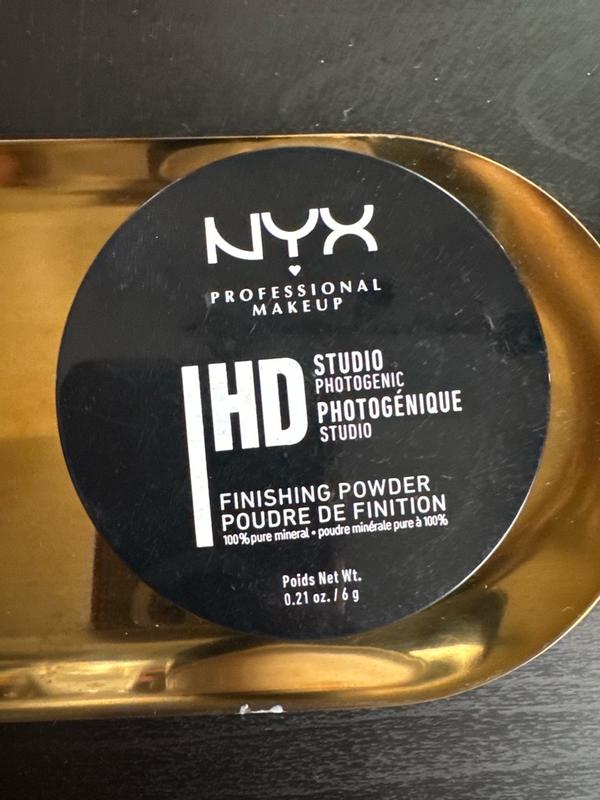 NYX
PROFESSIONAL
MAKEUP
HD
STUDIO
PHOTOGENIC
PHOTOGÉNIQUE
STUDIO
FINISHING POWDER
POUDRE DE FINITION
100% pure mineral • poudre minérale pure à 100%
Poids Net Wt.
0.21 oz. / 6 g